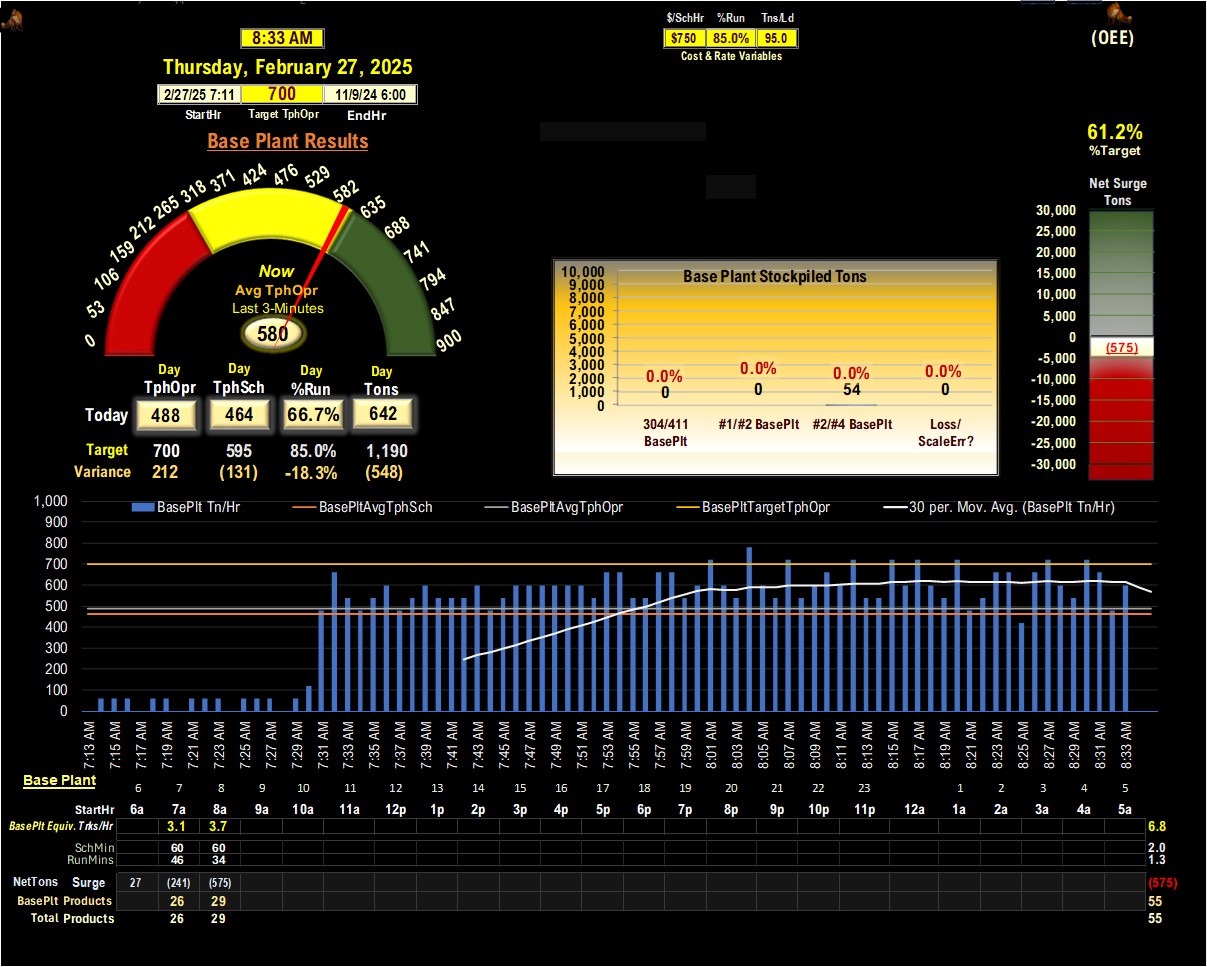 $/SchHr %Run Tns/Ld
$750 85.0% 95.0
Cost & Rate Variables
(OEE)
8:33 AM
Thursday, February 27, 2025
2/27/25 7:11 700 11/9/24 6:00
StartHr Target TphOpr EndHr
Base Plant Results
61.2%
%Target
Net Surge
Tons
30,000
25,000
20,000
15,000
10,000
5,000
0
(575)
-5,000
-10,000
-15,000
-20,000
-25,000
-30,000
0 53 106 159 212 265 318 371 424 476 529 582 635 688 741 794 847 900
Now
Avg TphOpr
Last 3-Minutes
580
Day Day Day Day
TphOpr TphSch %Run Tons
Today 488 464 66.7% 642
Target 700 595 85.0% 1,190
Variance 212 (131) -18.3% (548)
Base Plant Stockpiled Tons
10,000
9,000
8,000
7,000
6,000
5,000
4,000
3,000
2,000
1,000
0
0.0% 0.0% 0.0% 0.0%
0 0 54 0
304/411 BasePlt
#1/#2 BasePlt
#2/#4 BasePlt
Loss/ ScaleErr?
BasePlt Tn/Hr BasePltAvgTphSch BasePltAvgTphOpr BasePltTargetTphOpr 30 per. Mov. Avg. (BasePlt Tn/Hr)
1,000
900
800
700
600
500
400
300
200
100
0
7:13 AM 7:15 AM 7:17 AM 7:19 AM 7:21 AM 7:23 AM 7:25 AM 7:27 AM 7:29 AM 7:31 AM 7:33 AM 7:35 AM 7:37 AM 7:39 AM 7:41 AM 7:43 AM 7:45 AM 7:47 AM 7:49 AM 7:51 AM 7:53 AM 7:55 AM 7:57 AM 7:59 AM 8:01 AM 8:03 AM 8:05 AM 8:07 AM 8:09 AM 8:11 AM 8:13 AM 8:15 AM 8:17 AM 8:19 AM 8:21 AM 8:23 AM 8:25 AM 8:27 AM 8:29 AM 8:31 AM 8:33 AM
Base Plant
6 7 8 9 10 11 12 13 14 15 16 17 18 19 20 21 22 23 1 2 3 4 5
StartHr 6a 7a 8a 9a 10a 11a 12p 1p 2p 3p 4p 5p 6p 7p 8p 9p 10p 11p 12a 1a 2a 3a 4a 5a
BasePlt Equiv. Trks/Hr 3.1 3.7 6.8
SchMin 60 60 2.0
RunMins 46 34 1.3
NetTons Surge 27 (241) (575) (575)
BasePlt Products 26 29 55
Total Products 26 29 55